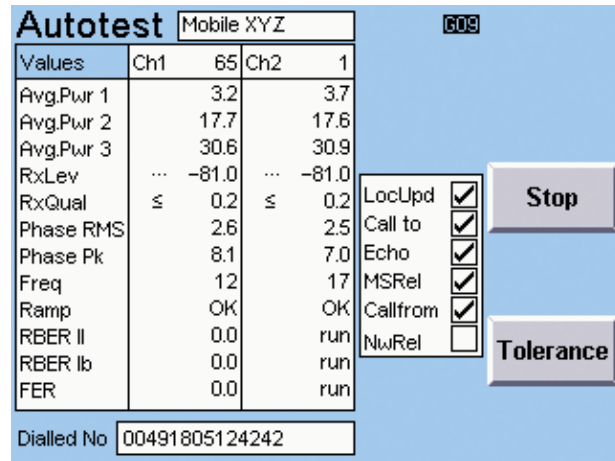 Autotest Mobile XYZ G09
Values Ch1 65 Ch2 1
Avg.Pwr 1 3.2 3.7
Avg.Pwr 2 17.7 17.6
Avg.Pwr 3 30.6 30.9
RxLev ... -81.0 ... -81.0
RxQual ≤ 0.2 ≤ 0.2
Phase RMS 2.6 2.5
Phase Pk 8.1 7.0
Freq 12 17
Ramp OK OK
RBER II 0.0 run
RBER Ib 0.0 run
FER 0.0 run
LocUpd
Call to
Echo
MSRel
Callfrom
NwRel
Stop
Tolerance
Dialled No 00491805124242